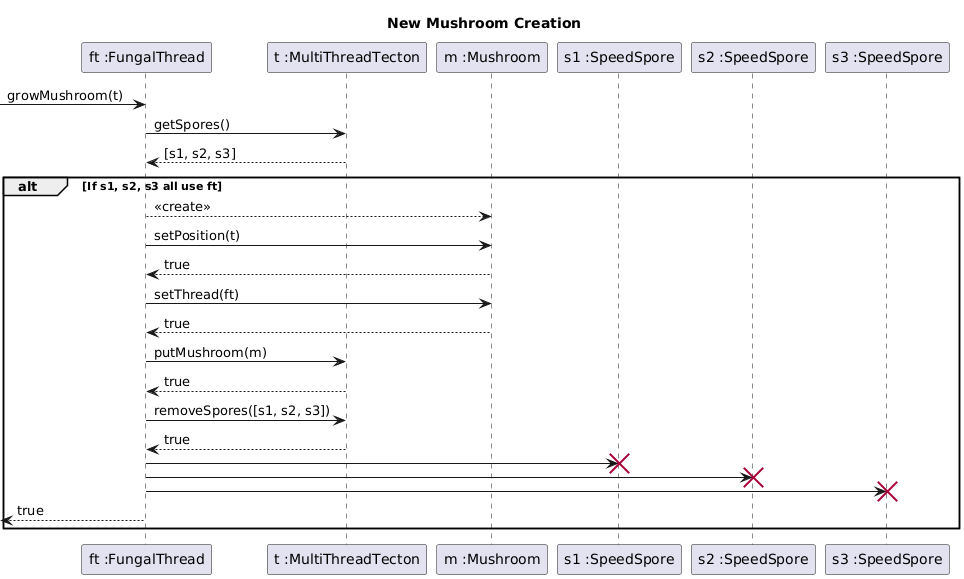 New Mushroom Creation
ft :FungalThread t :MultiThreadTecton m :Mushroom s1 :SpeedSpore s2 :SpeedSpore s3 :SpeedSpore
growMushroom(t)
getSpores()
[s1, s2, s3]
alt [If s1, s2, s3 all use ft]
«create»
setPosition(t)
true
setThread(ft)
true
putMushroom(m)
true
removeSpores([s1, s2, s3])
true
true
ft :FungalThread t :MultiThreadTecton m :Mushroom s1 :SpeedSpore s2 :SpeedSpore s3 :SpeedSpore